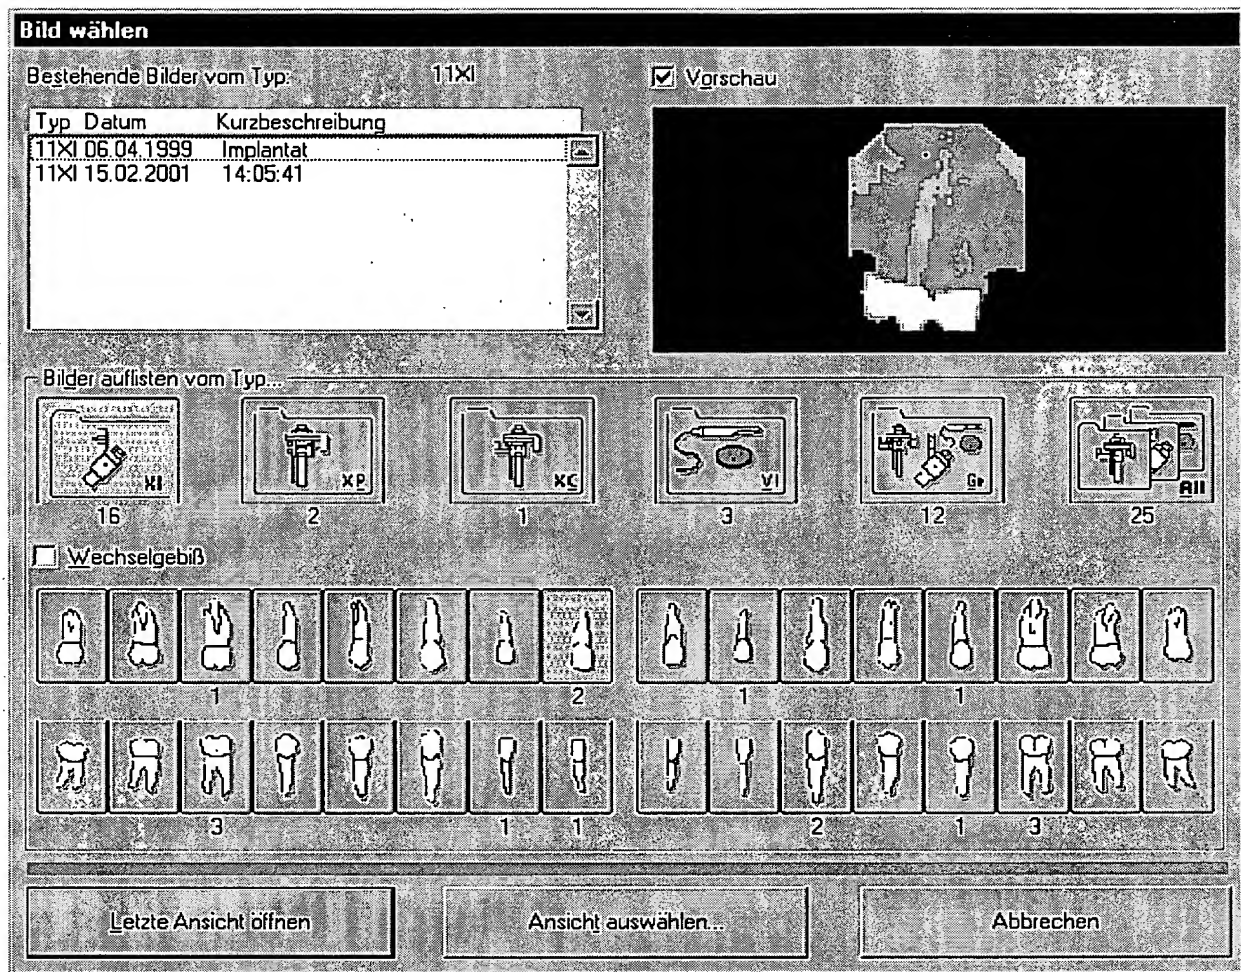 Bild wählen
Bestehende Bilder vom Typ: 11XI
Vorschau
Typ Datum Kurzbeschreibung
11XI 06.04.1999 Implantat
11XI 15.02.2001 14:05:41
Bilder auflisten vom Typ...
XI XP XC VI Gr All
16 2 1 3 12 25
Wechselgebiß
1 2 1 1
3 1 1 2 1 3
Letzte Ansicht öffnen Ansicht auswählen... Abbrechen